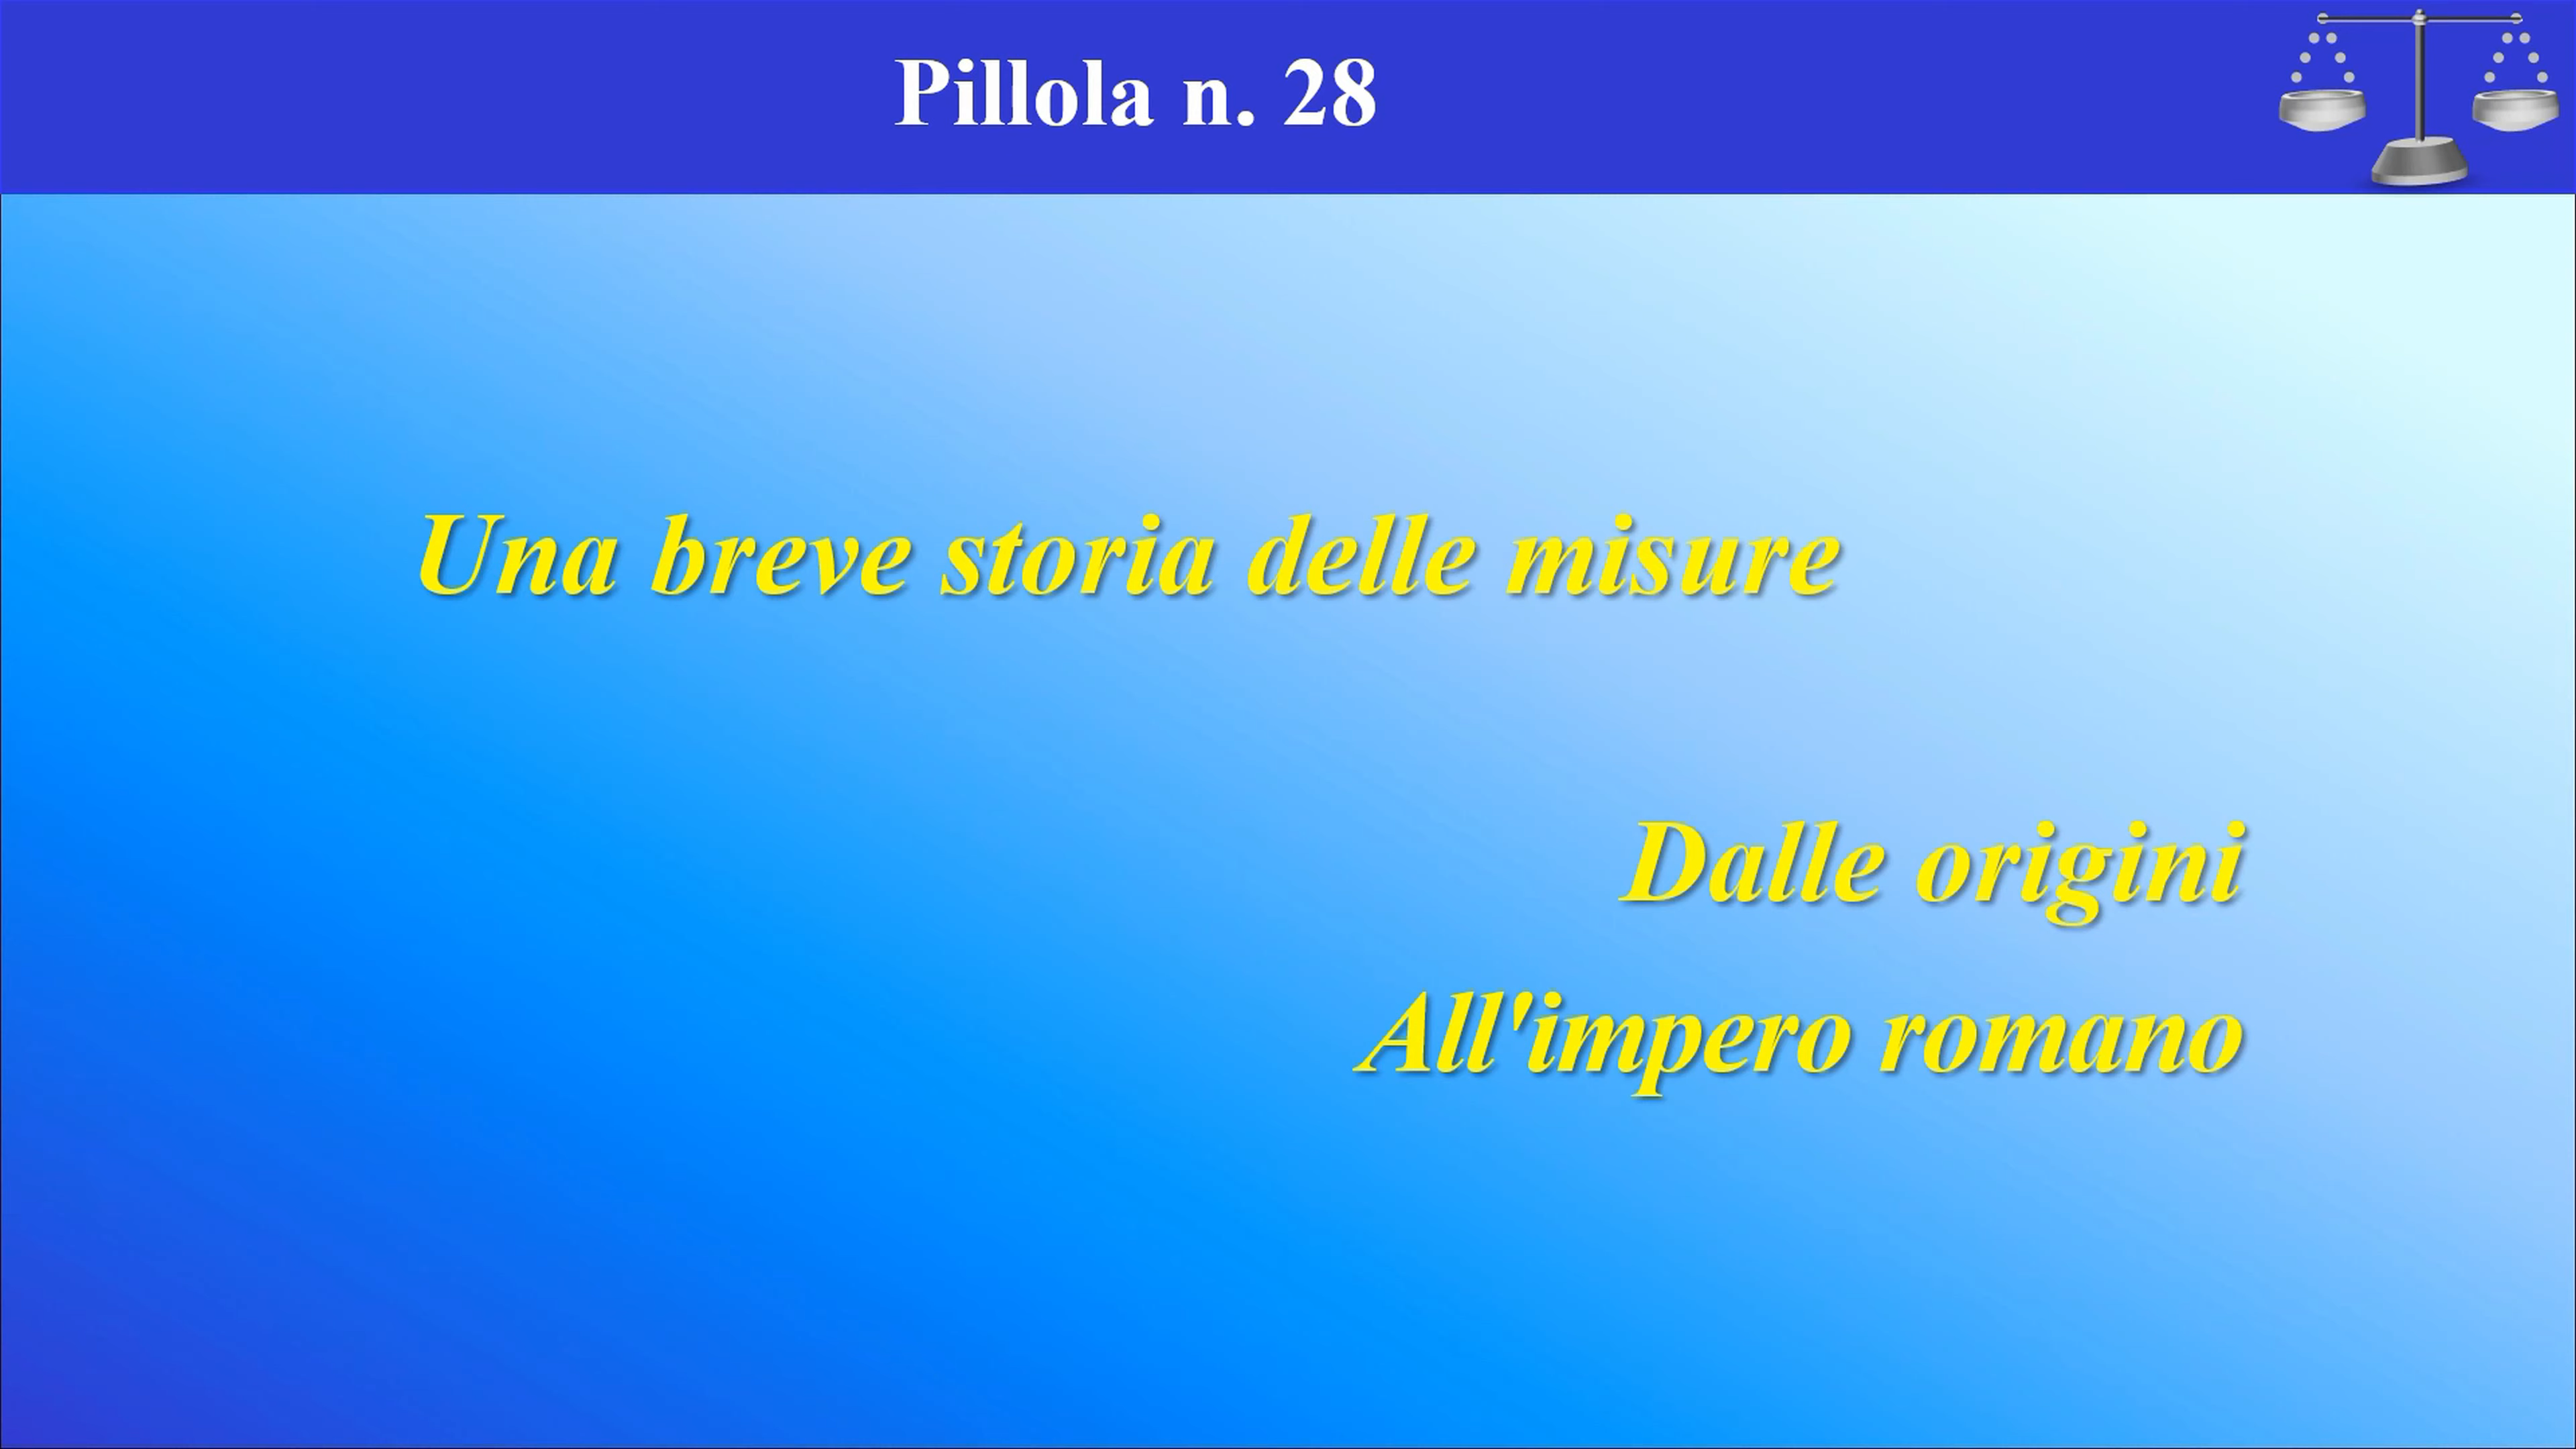 Pillola n. 28
Una breve storia delle misure
Dalle origini
All'impero romano